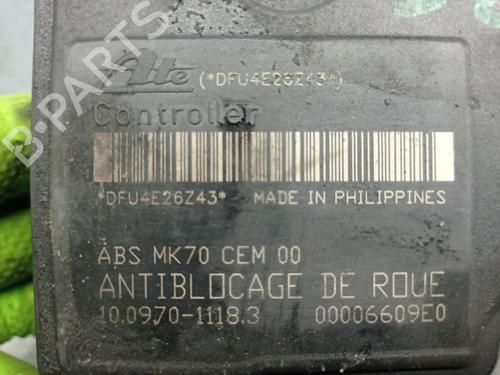 Ate (*DFU4E26Z43*)
Controller
*DFU4E26Z43* MADE IN PHILIPPINES
ABS MK70 CEM 00
ANTIBLOCAGE DE ROUE
10.0970-1118.3 00006609E0
B-PARTS